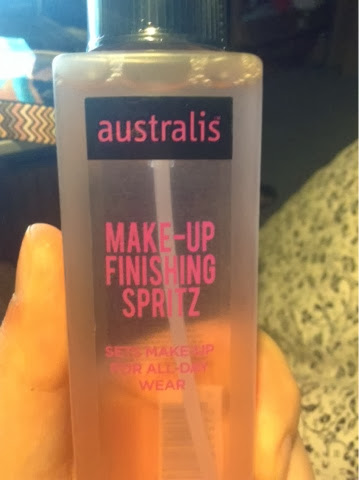 australis
MAKE-UP
FINISHING
SPRITZ
SETS MAKE-UP
FOR ALL-DAY
WEAR